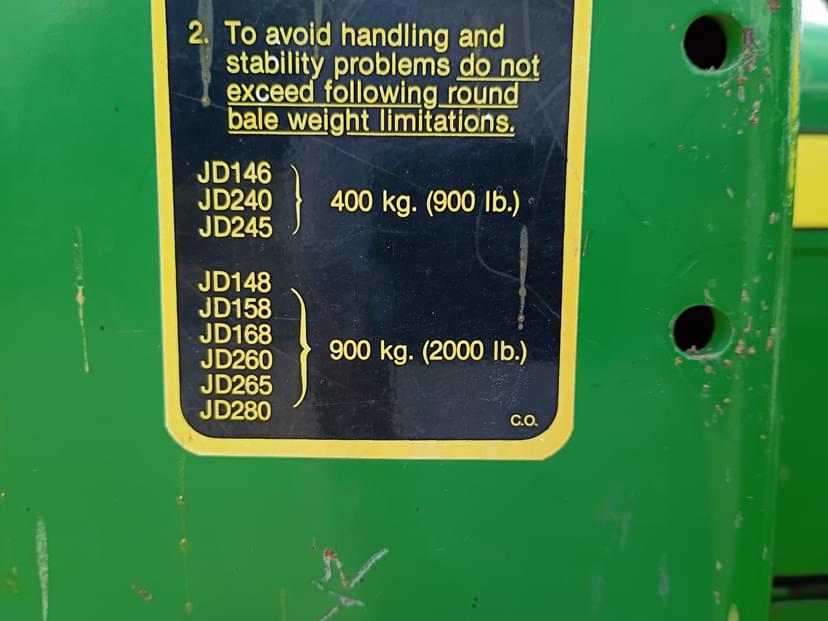 2. To avoid handling and
stability problems do not
exceed following round
bale weight limitations.
JD146
JD240
JD245
400 kg. (900 lb.)
JD148
JD158
JD168
JD260
JD265
JD280
900 kg. (2000 lb.)
C.O.